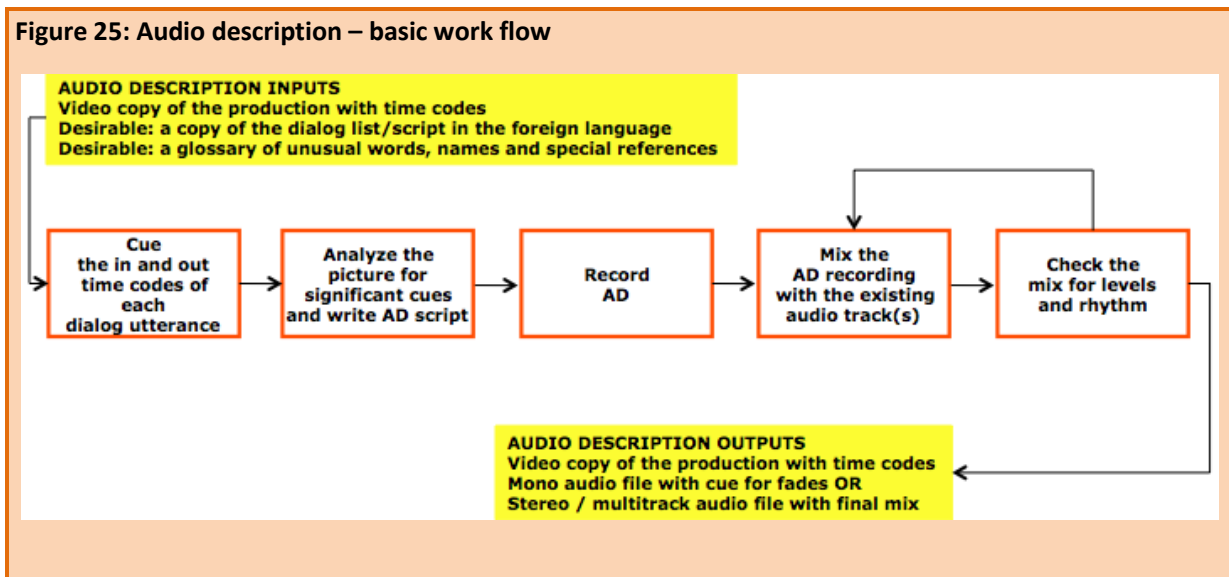 Figure 25: Audio description – basic work flow
AUDIO DESCRIPTION INPUTS
Video copy of the production with time codes
Desirable: a copy of the dialog list/script in the foreign language
Desirable: a glossary of unusual words, names and special references
Cue
the in and out
time codes of
each
dialog utterance
Analyze the
picture for
significant cues
and write AD script
Record
AD
Mix the
AD recording
with the existing
audio track(s)
Check the
mix for levels
and rhythm
AUDIO DESCRIPTION OUTPUTS
Video copy of the production with time codes
Mono audio file with cue for fades OR
Stereo / multitrack audio file with final mix